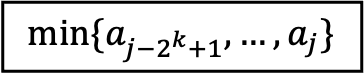 min{a_{j−2^k+1}, …, a_j}